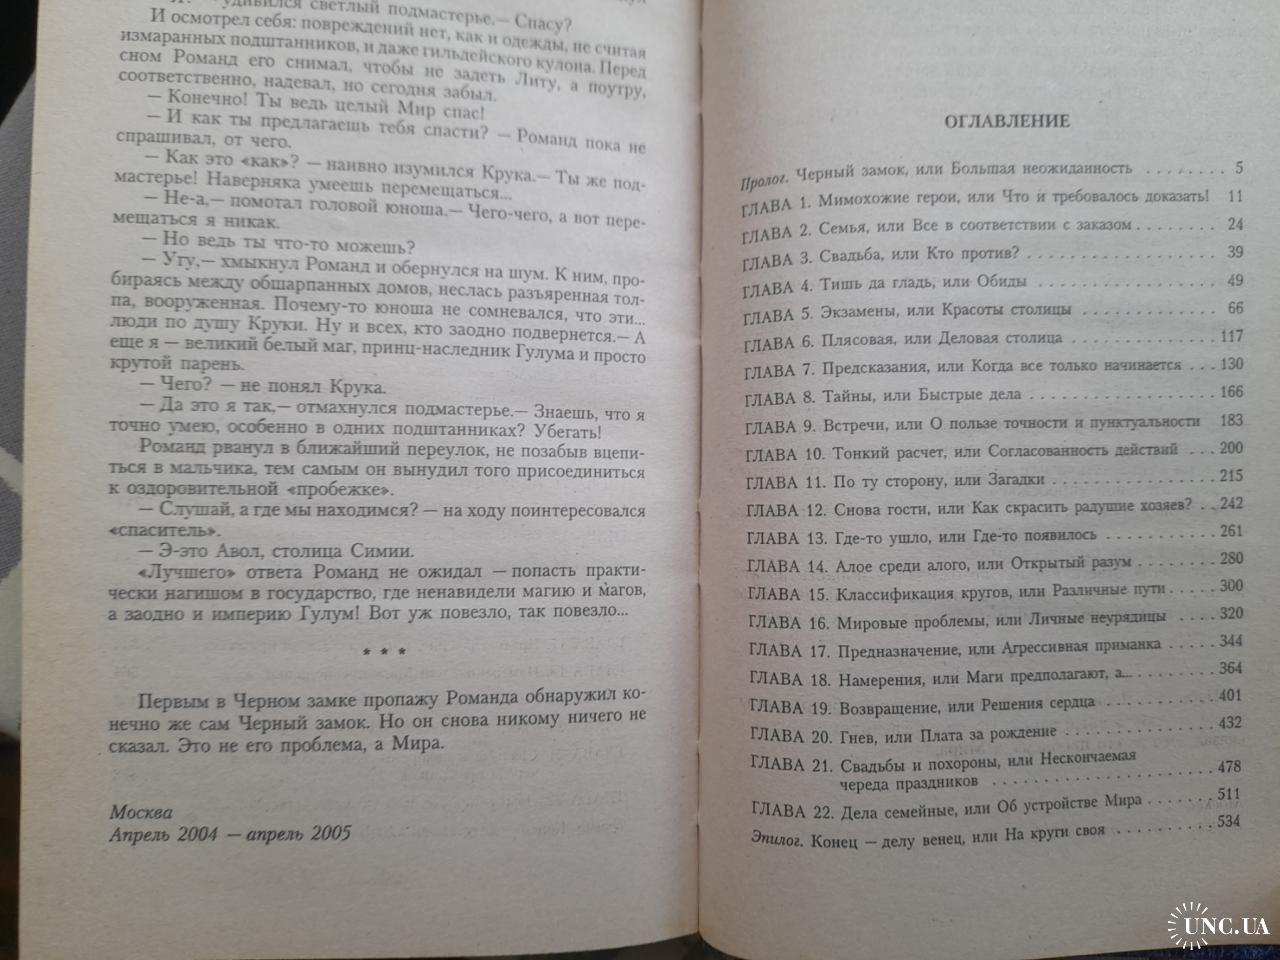 удивился светлый подмастерье.— Спасу?
И осмотрел себя: повреждений нет, как и одежды, не считая
измаранных подштанников, и даже гильдейского кулона. Перед
сном Романд его снимал, чтобы не задеть Литу, а поутру,
соответственно, надевал, но сегодня забыл.
— Конечно! Ты ведь целый Мир спас!
— И как ты предлагаешь тебя спасти? — Романд пока не
спрашивал, от чего.
— Как это «как»? — наивно изумился Крука.— Ты же под-
мастерье! Наверняка умеешь перемещаться...
— Не-а,— помотал головой юноша.— Чего-чего, а вот пере-
мещаться я никак.
— Но ведь ты что-то можешь?
— Угу,— хмыкнул Романд и обернулся на шум. К ним, про-
бираясь между обшарпанных домов, неслась разъяренная тол-
па, вооруженная. Почему-то юноша не сомневался, что эти...
люди по душу Круки. Ну и всех, кто заодно подвернется.— А
еще я — великий белый маг, принц-наследник Гулума и просто
крутой парень.
— Чего? — не понял Крука.
— Да это я так,— отмахнулся подмастерье.— Знаешь, что я
точно умею, особенно в одних подштанниках? Убегать!
Романд рванул в ближайший переулок, не позабыв вцепи-
ться в мальчика, тем самым он вынудил того присоединиться
к оздоровительной «пробежке».
— Слушай, а где мы находимся? — на ходу поинтересовался
«спаситель».
— Э-это Авол, столица Симии.
«Лучшего» ответа Романд не ожидал — попасть практи-
чески нагишом в государство, где ненавидели магию и магов,
а заодно и империю Гулум! Вот уж повезло, так повезло...
* * *
Первым в Черном замке пропажу Романда обнаружил ко-
нечно же сам Черный замок. Но он снова никому ничего не
сказал. Это не его проблема, а Мира.
Москва
Апрель 2004 — апрель 2005
ОГЛАВЛЕНИЕ
Пролог. Черный замок, или Большая неожиданность . . . . . . . . 5
ГЛАВА 1. Мимохожие герои, или Что и требовалось доказать! 11
ГЛАВА 2. Семья, или Все в соответствии с заказом . . . . . . . . . 24
ГЛАВА 3. Свадьба, или Кто против? . . . . . . . . . . . . . . . . . . 39
ГЛАВА 4. Тишь да гладь, или Обиды . . . . . . . . . . . . . . . . . 49
ГЛАВА 5. Экзамены, или Красоты столицы . . . . . . . . . . . . . . 66
ГЛАВА 6. Плясовая, или Деловая столица . . . . . . . . . . . . . . 117
ГЛАВА 7. Предсказания, или Когда все только начинается . . . 130
ГЛАВА 8. Тайны, или Быстрые дела . . . . . . . . . . . . . . . . . 166
ГЛАВА 9. Встречи, или О пользе точности и пунктуальности 183
ГЛАВА 10. Тонкий расчет, или Согласованность действий . . . 200
ГЛАВА 11. По ту сторону, или Загадки . . . . . . . . . . . . . . . 215
ГЛАВА 12. Снова гости, или Как скрасить радушие хозяев? . . 242
ГЛАВА 13. Где-то ушло, или Где-то появилось . . . . . . . . . . . 261
ГЛАВА 14. Алое среди алого, или Открытый разум . . . . . . . . 280
ГЛАВА 15. Классификация кругов, или Различные пути . . . . . 300
ГЛАВА 16. Мировые проблемы, или Личные неурядицы . . . . 320
ГЛАВА 17. Предназначение, или Агрессивная приманка . . . . . 344
ГЛАВА 18. Намерения, или Маги предполагают, а... . . . . . . . . 364
ГЛАВА 19. Возвращение, или Решения сердца . . . . . . . . . . . 401
ГЛАВА 20. Гнев, или Плата за рождение . . . . . . . . . . . . . . 432
ГЛАВА 21. Свадьбы и похороны, или Нескончаемая
череда праздников . . . . . . . . . . . . . . . . . . . . 478
ГЛАВА 22. Дела семейные, или Об устройстве Мира . . . . . . . 511
Эпилог. Конец — делу венец, или На круги своя . . . . . . . . . . 534
UNC.UA